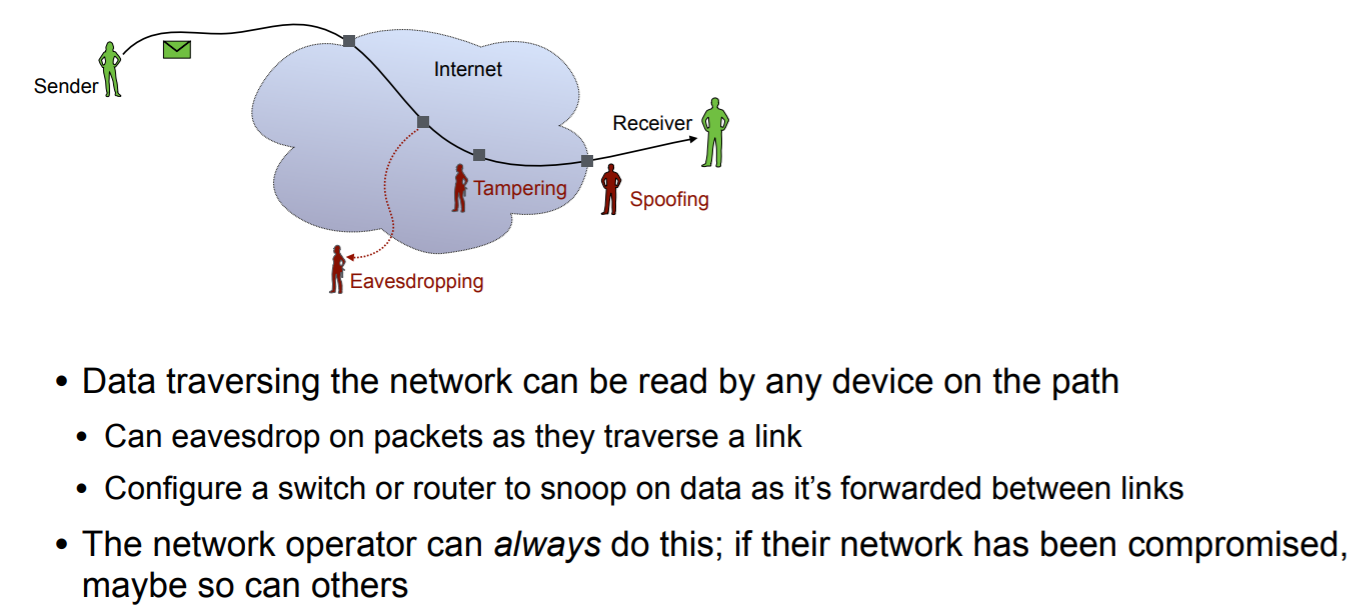 Internet
Sender
Receiver
Tampering
Spoofing
Eavesdropping
• Data traversing the network can be read by any device on the path
• Can eavesdrop on packets as they traverse a link
• Configure a switch or router to snoop on data as it’s forwarded between links
• The network operator can always do this; if their network has been compromised,
maybe so can others